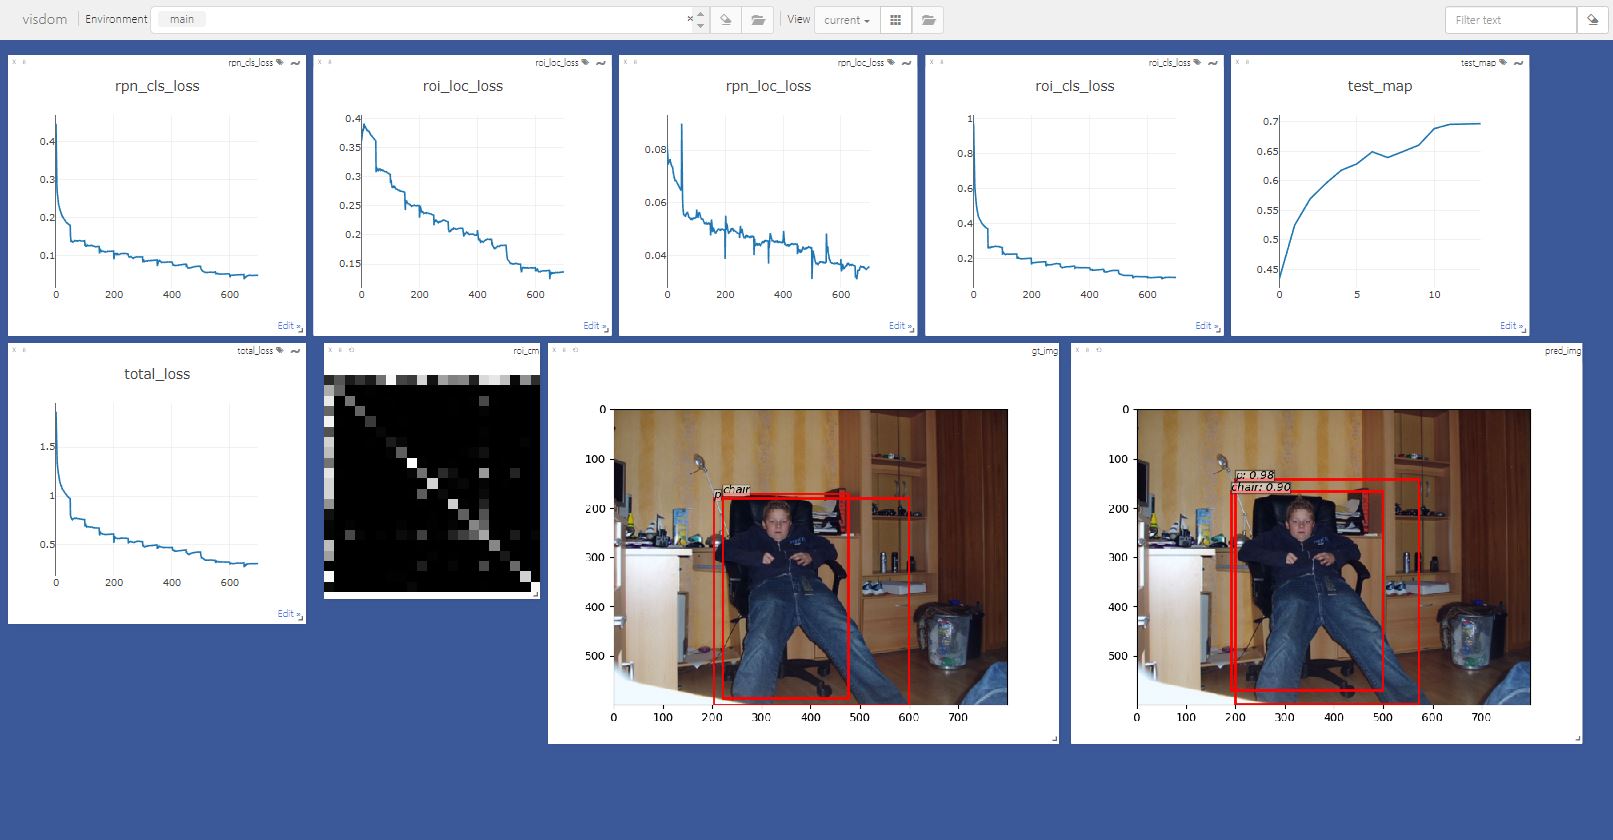 visdom Environment main × View current Filter text
rpn_cls_loss
rpn_cls_loss
0.4
0.3
0.2
0.1
0 200 400 600
Edit »
roi_loc_loss
roi_loc_loss
0.4
0.35
0.3
0.25
0.2
0.15
0 200 400 600
Edit »
rpn_loc_loss
rpn_loc_loss
0.08
0.06
0.04
0 200 400 600
Edit »
roi_cls_loss
roi_cls_loss
1
0.8
0.6
0.4
0.2
0 200 400 600
Edit »
test_map
test_map
0.7
0.65
0.6
0.55
0.5
0.45
0 5 10
Edit »
total_loss
total_loss
1.5
1
0.5
0 200 400 600
Edit »
roi_cm
gt_img
0
100
200
300
400
500
p chair
0 100 200 300 400 500 600 700
pred_img
0
100
200
300
400
500
p: 0.98
chair: 0.90
0 100 200 300 400 500 600 700